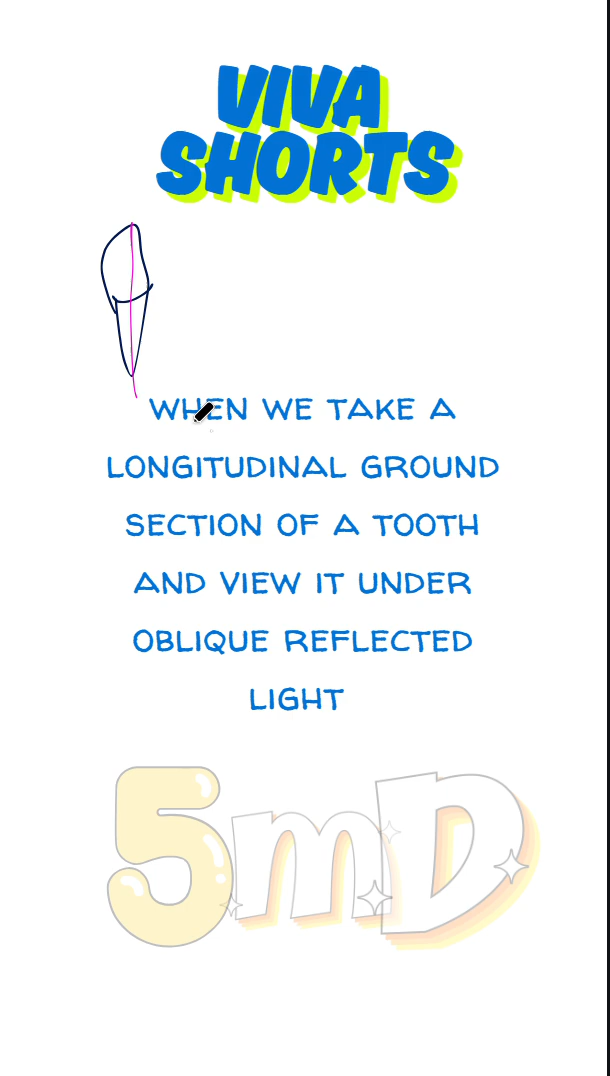 VIVA
SHORTS
WHEN WE TAKE A
LONGITUDINAL GROUND
SECTION OF A TOOTH
AND VIEW IT UNDER
OBLIQUE REFLECTED
LIGHT
5mD